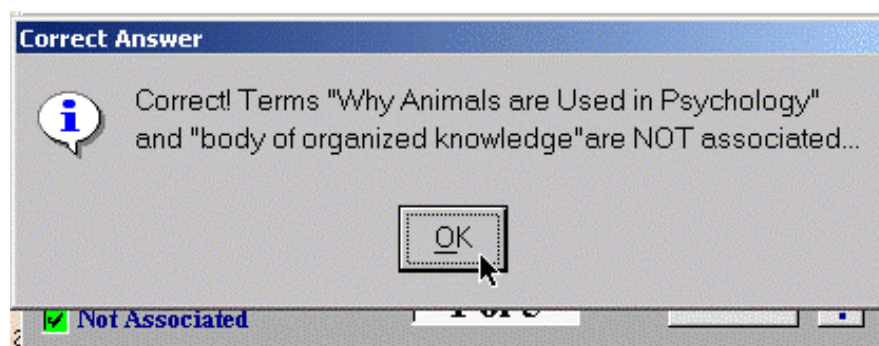 Correct Answer
Correct! Terms "Why Animals are Used in Psychology"
and "body of organized knowledge"are NOT associated...
OK
Not Associated